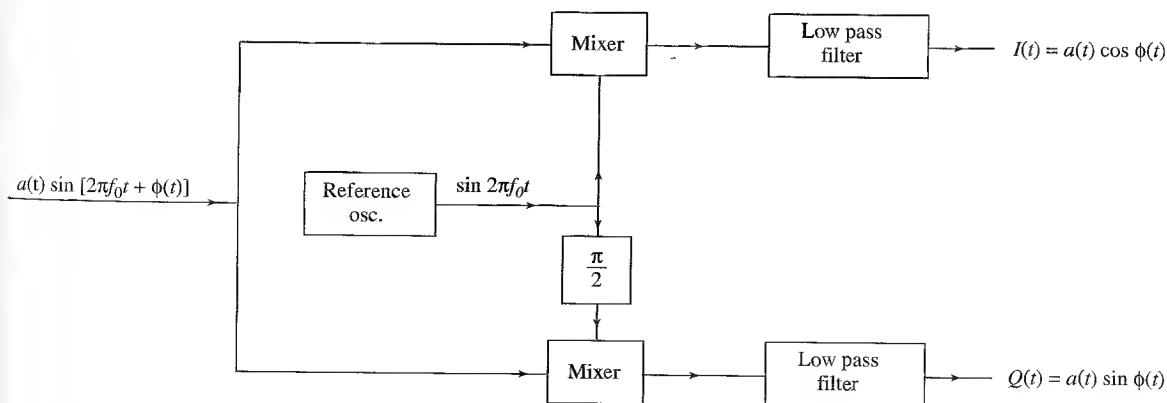 Mixer
Low pass
filter
I(t) = a(t) cos ϕ(t)
a(t) sin [2πf₀t + ϕ(t)]
Reference
osc.
sin 2πf₀t
π
2
Mixer
Low pass
filter
Q(t) = a(t) sin ϕ(t)